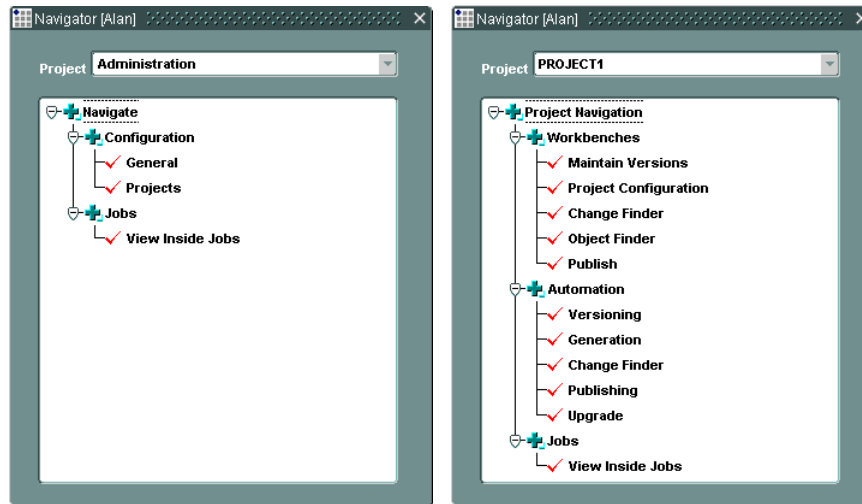 Navigator [Alan]
Project Administration
Navigate
Configuration
General
Projects
Jobs
View Inside Jobs
Navigator [Alan]
Project PROJECT1
Project Navigation
Workbenches
Maintain Versions
Project Configuration
Change Finder
Object Finder
Publish
Automation
Versioning
Generation
Change Finder
Publishing
Upgrade
Jobs
View Inside Jobs